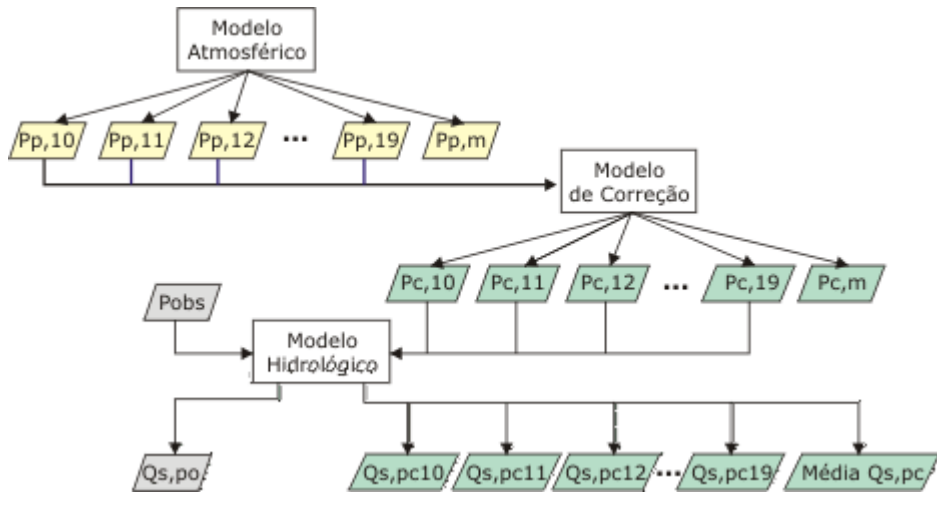 Modelo
Atmosférico
Pp,10 Pp,11 Pp,12 ... Pp,19 Pp,m
Modelo
de Correção
Pc,10 Pc,11 Pc,12 ... Pc,19 Pc,m
Pobs
Modelo
Hidrológico
Qs,po Qs,pc10 Qs,pc11 Qs,pc12 ... Qs,pc19 Média Qs,pc